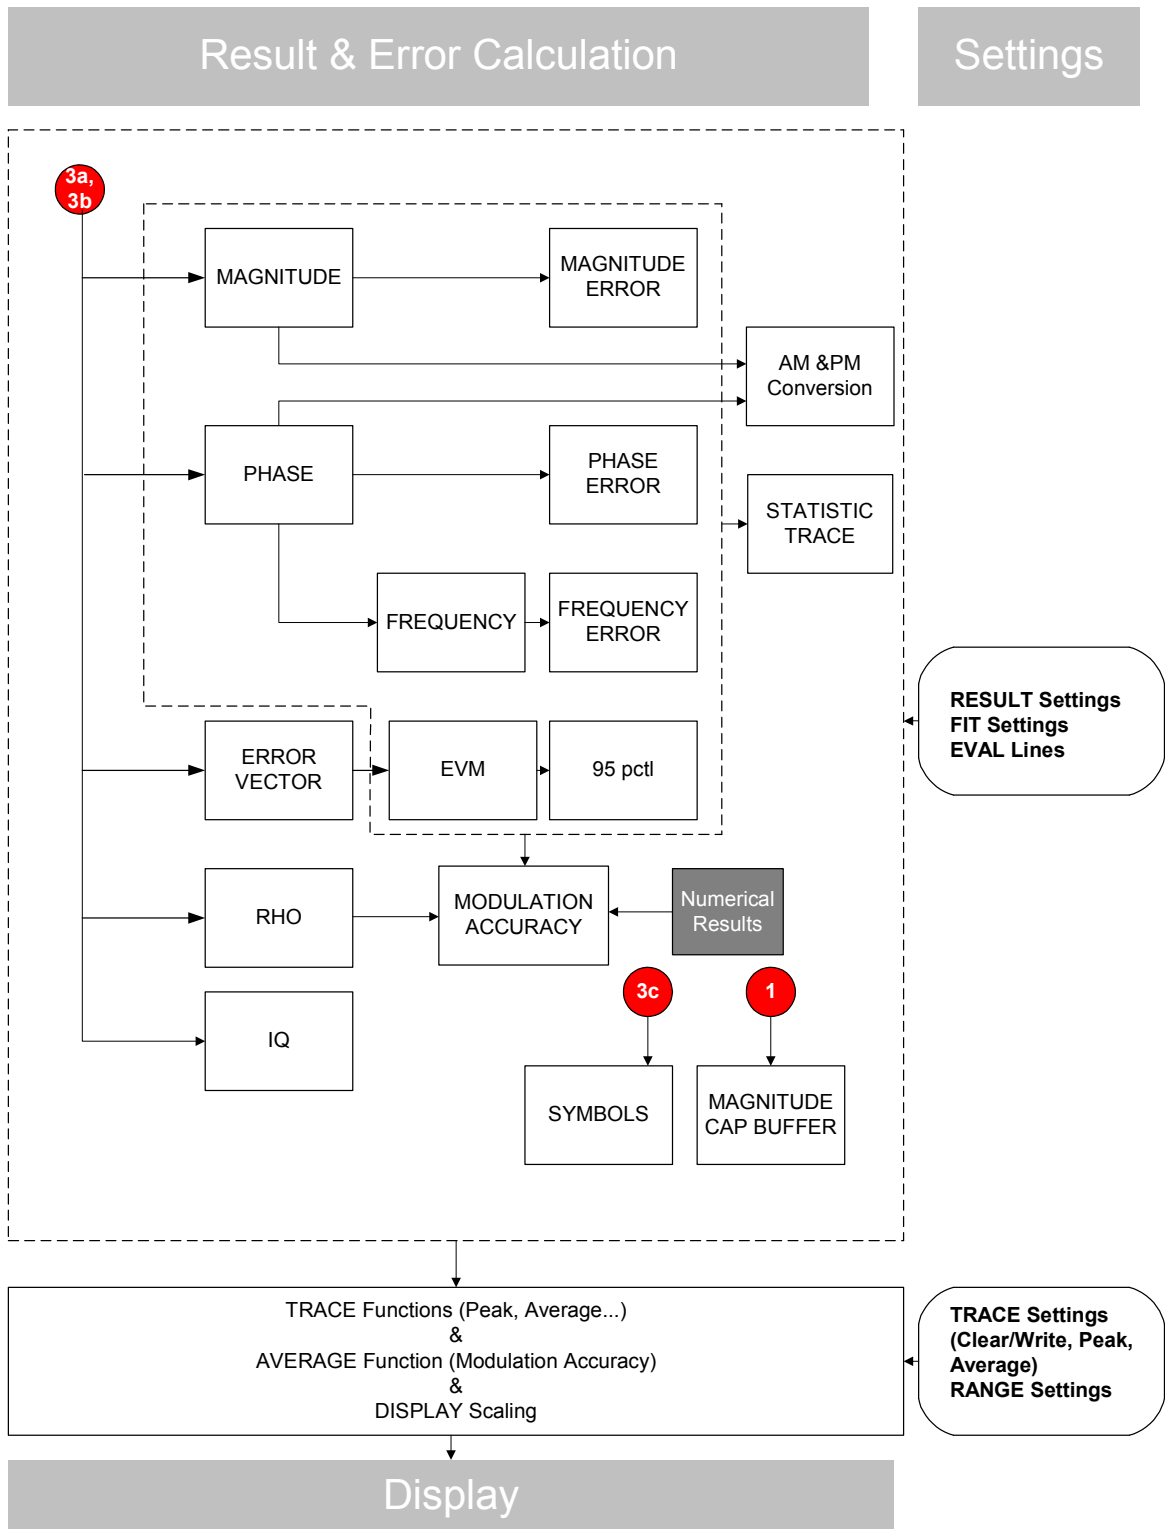 Result & Error Calculation
Settings
3a,
3b
MAGNITUDE
MAGNITUDE
ERROR
AM &PM
Conversion
PHASE
PHASE
ERROR
STATISTIC
TRACE
FREQUENCY
FREQUENCY
ERROR
RESULT Settings
FIT Settings
EVAL Lines
ERROR
VECTOR
EVM
95 pctl
RHO
MODULATION
ACCURACY
Numerical
Results
3c
1
IQ
SYMBOLS
MAGNITUDE
CAP BUFFER
TRACE Functions (Peak, Average...)
&
AVERAGE Function (Modulation Accuracy)
&
DISPLAY Scaling
TRACE Settings
(Clear/Write, Peak,
Average)
RANGE Settings
Display